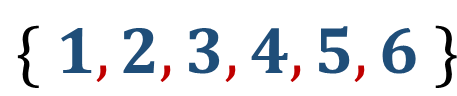 { 1, 2, 3, 4, 5, 6 }